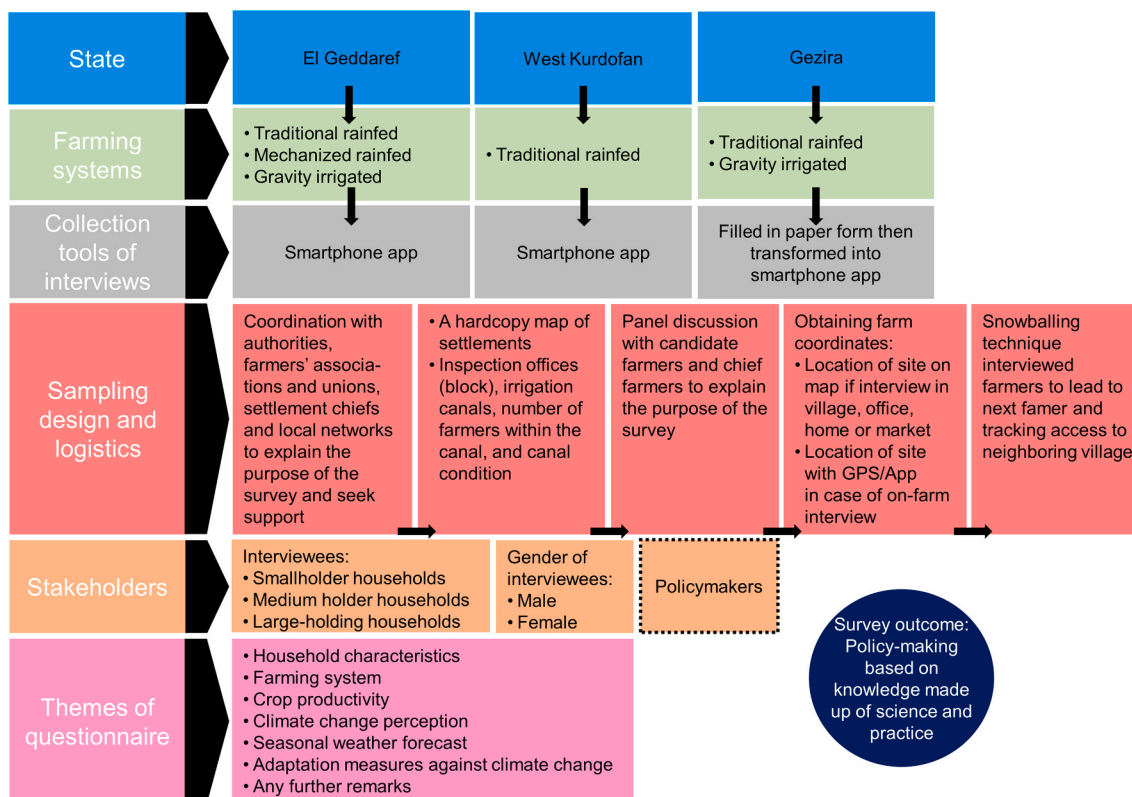 State
El Geddaref
West Kurdofan
Gezira
Farming
systems
• Traditional rainfed
• Mechanized rainfed
• Gravity irrigated
• Traditional rainfed
• Traditional rainfed
• Gravity irrigated
Collection
tools of
interviews
Smartphone app
Smartphone app
Filled in paper form then
transformed into
smartphone app
Sampling
design and
logistics
Coordination with
authorities,
farmers’ associa-
tions and unions,
settlement chiefs
and local networks
to explain the
purpose of the
survey and seek
support
• A hardcopy map of
settlements
• Inspection offices
(block), irrigation
canals, number of
farmers within the
canal, and canal
condition
Panel discussion
with candidate
farmers and chief
farmers to explain
the purpose of the
survey
Obtaining farm
coordinates:
• Location of site on
map if interview in
village, office,
home or market
• Location of site
with GPS/App
in case of on-farm
interview
Snowballing
technique
interviewed
farmers to lead to
next famer and
tracking access to
neighboring village
Stakeholders
Interviewees:
• Smallholder households
• Medium holder households
• Large-holding households
Gender of
interviewees:
• Male
• Female
Policymakers
Themes of
questionnaire
• Household characteristics
• Farming system
• Crop productivity
• Climate change perception
• Seasonal weather forecast
• Adaptation measures against climate change
• Any further remarks
Survey outcome:
Policy-making
based on
knowledge made
up of science and
practice